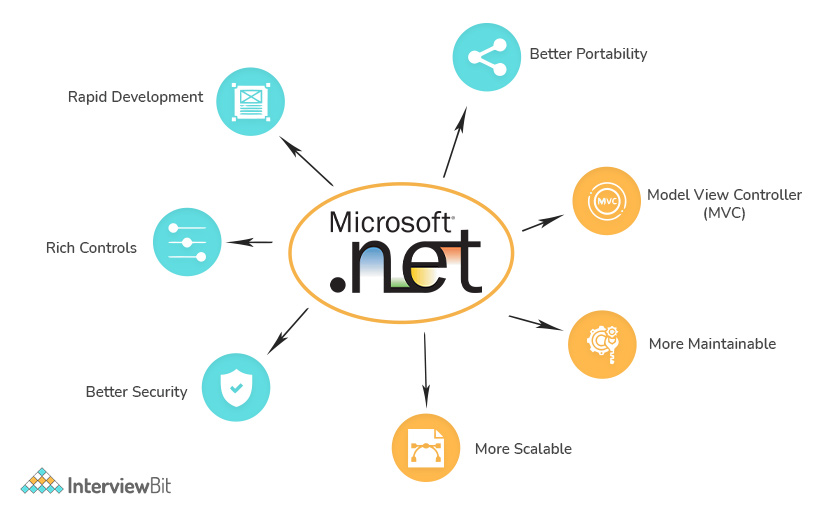 Better Portability
Rapid Development
Model View Controller
(MVC)
MVC
Microsoft®
.net
Rich Controls
More Maintainable
Better Security
More Scalable
InterviewBit